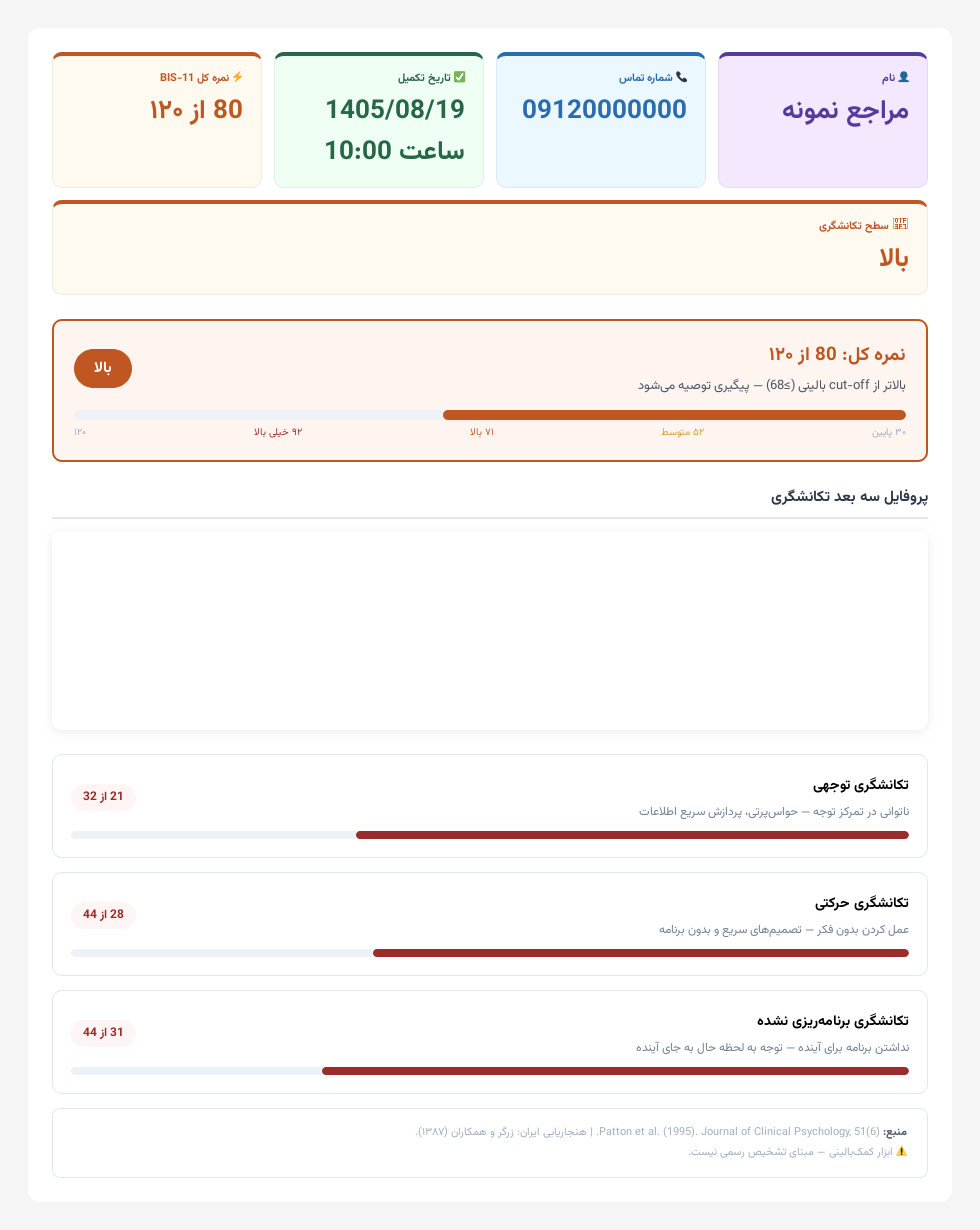 👤 نام
مراجع نمونه
📞 شماره تماس
09120000000
✅ تاریخ تکمیل
1405/08/19
ساعت 10:00
⚡ نمره کل BIS-11
80 از ۱۲۰
سطح تکانشگری
بالا
نمره کل: 80 از ۱۲۰
بالا
بالاتر از cut-off بالینی (≥68) — پیگیری توصیه می‌شود
۳۰ پایین
۵۲ متوسط
۷۱ بالا
۹۲ خیلی بالا
۱۲۰
پروفایل سه بعد تکانشگری
تکانشگری توجهی
21 از 32
ناتوانی در تمرکز توجه — حواس‌پرتی، پردازش سریع اطلاعات
تکانشگری حرکتی
28 از 44
عمل کردن بدون فکر — تصمیم‌های سریع و بدون برنامه
تکانشگری برنامه‌ریزی نشده
31 از 44
نداشتن برنامه برای آینده — توجه به لحظه حال به جای آینده
منبع: Patton et al. (1995). Journal of Clinical Psychology, 51(6). | هنجاریابی ایران: زرگر و همکاران (۱۳۸۷).
⚠️ ابزار کمک‌بالینی — مبنای تشخیص رسمی نیست.